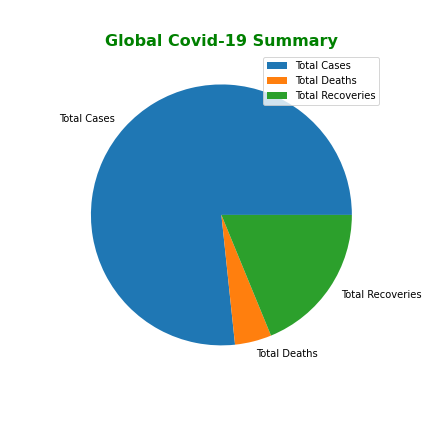 Global Covid-19 Summary
Total Cases
Total Deaths
Total Recoveries
Total Cases
Total Recoveries
Total Deaths